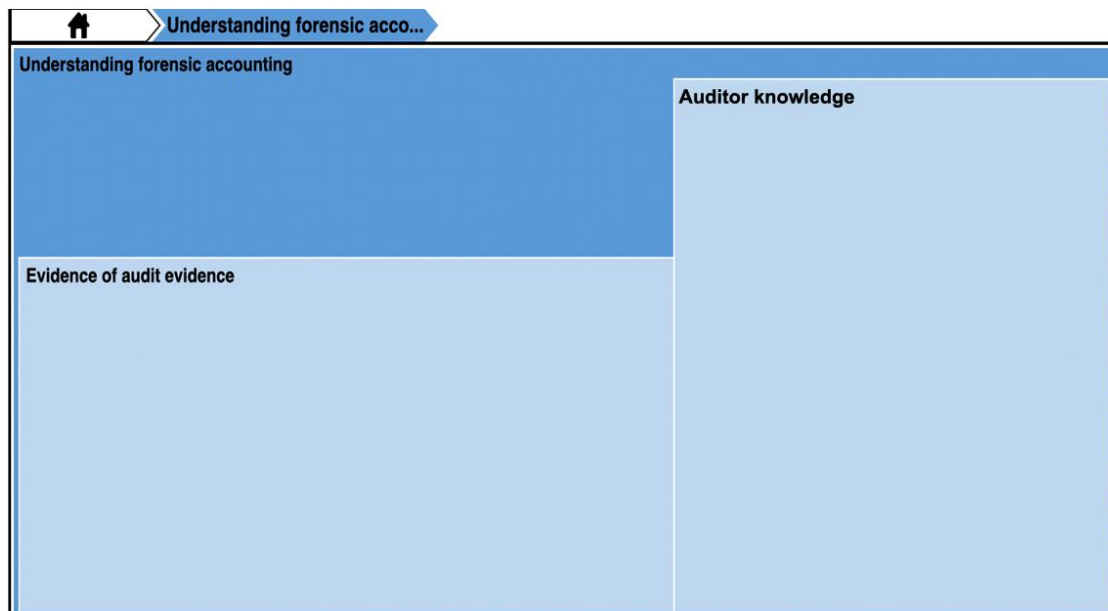 Understanding forensic acco...
Understanding forensic accounting
Auditor knowledge
Evidence of audit evidence